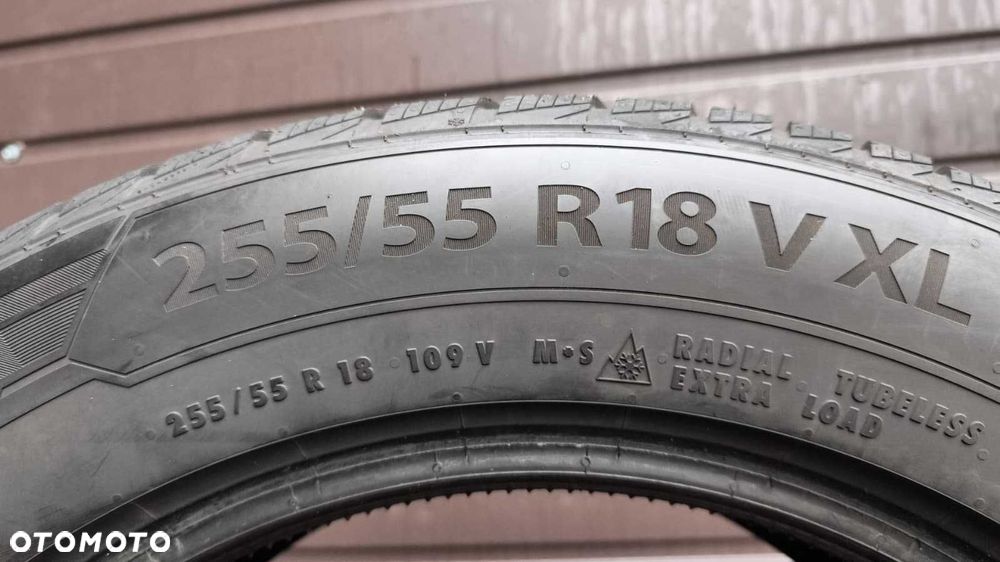 255/55 R18 V XL
255/55 R 18 109 V M•S RADIAL TUBELESS
EXTRA LOAD
OTOMOTO